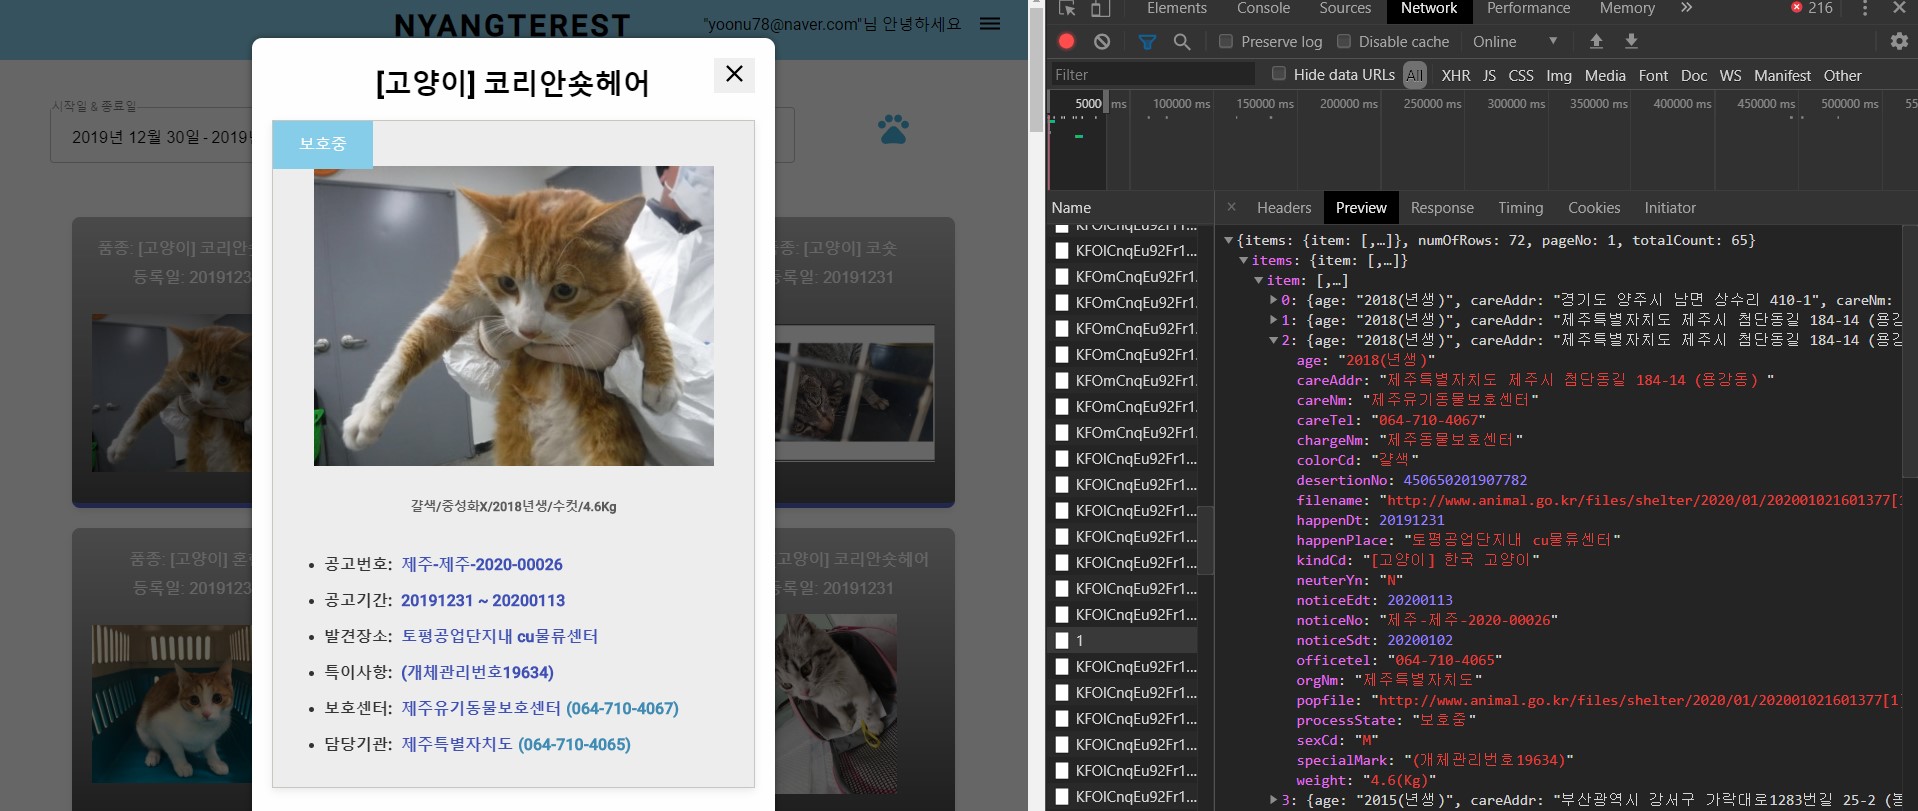 NYANGTEREST
"yoonu78@naver.com"님 안녕하세요
시작일 & 종료일
2019년 12월 30일 - 2019년
품종: [고양이] 코리안숏
등록일: 20191231
품종: [고양이] 코숏
등록일: 20191231
품종: [고양이] 혼
등록일: 20191231
[고양이] 코리안숏헤어
등록일: 20191231
[고양이] 코리안숏헤어
보호중
갈색/중성화X/2018년생/수컷/4.6Kg
공고번호: 제주-제주-2020-00026
공고기간: 20191231 ~ 20200113
발견장소: 토평공업단지내 cu물류센터
특이사항: (개체관리번호19634)
보호센터: 제주유기동물보호센터 (064-710-4067)
담당기관: 제주특별자치도 (064-710-4065)
Elements Console Sources Network Performance Memory » 216
Preserve log Disable cache Online
Filter Hide data URLs All XHR JS CSS Img Media Font Doc WS Manifest Other
5000 ms 100000 ms 150000 ms 200000 ms 250000 ms 300000 ms 350000 ms 400000 ms 450000 ms 500000 ms 55
Name
Headers Preview Response Timing Cookies Initiator
KFOlCnqEu92Fr1...
KFOlCnqEu92Fr1...
KFOmCnqEu92Fr1.
KFOmCnqEu92Fr1.
KFOmCnqEu92Fr1.
KFOmCnqEu92Fr1.
KFOmCnqEu92Fr1.
KFOmCnqEu92Fr1.
KFOmCnqEu92Fr1.
KFOlCnqEu92Fr1...
KFOlCnqEu92Fr1...
KFOlCnqEu92Fr1...
KFOlCnqEu92Fr1...
KFOlCnqEu92Fr1...
KFOlCnqEu92Fr1...
KFOlCnqEu92Fr1...
1
KFOlCnqEu92Fr1...
KFOlCnqEu92Fr1...
KFOlCnqEu92Fr1...
KFOlCnqEu92Fr1...
KFOlCnqEu92Fr1...
KFOlCnqEu92Fr1...
{items: {item: [,…]}, numOfRows: 72, pageNo: 1, totalCount: 65}
items: {item: [,…]}
item: [,…]
0: {age: "2018(년생)", careAddr: "경기도 양주시 남면 상수리 410-1", careNm:
1: {age: "2018(년생)", careAddr: "제주특별자치도 제주시 첨단동길 184-14 (용강
2: {age: "2018(년생)", careAddr: "제주특별자치도 제주시 첨단동길 184-14 (용강
age: "2018(년생)"
careAddr: "제주특별자치도 제주시 첨단동길 184-14 (용강동) "
careNm: "제주유기동물보호센터"
careTel: "064-710-4067"
chargeNm: "제주동물보호센터"
colorCd: "갈색"
desertionNo: 450650201907782
filename: "http://www.animal.go.kr/files/shelter/2020/01/202001021601377[1
happenDt: 20191231
happenPlace: "토평공업단지내 cu물류센터"
kindCd: "[고양이] 한국 고양이"
neuterYn: "N"
noticeEdt: 20200113
noticeNo: "제주-제주-2020-00026"
noticeSdt: 20200102
officetel: "064-710-4065"
orgNm: "제주특별자치도"
popfile: "http://www.animal.go.kr/files/shelter/2020/01/202001021601377[1]
processState: "보호중"
sexCd: "M"
specialMark: "(개체관리번호19634)"
weight: "4.6(Kg)"
3: {age: "2015(년생)", careAddr: "부산광역시 강서구 가락대로1283번길 25-2 (봉